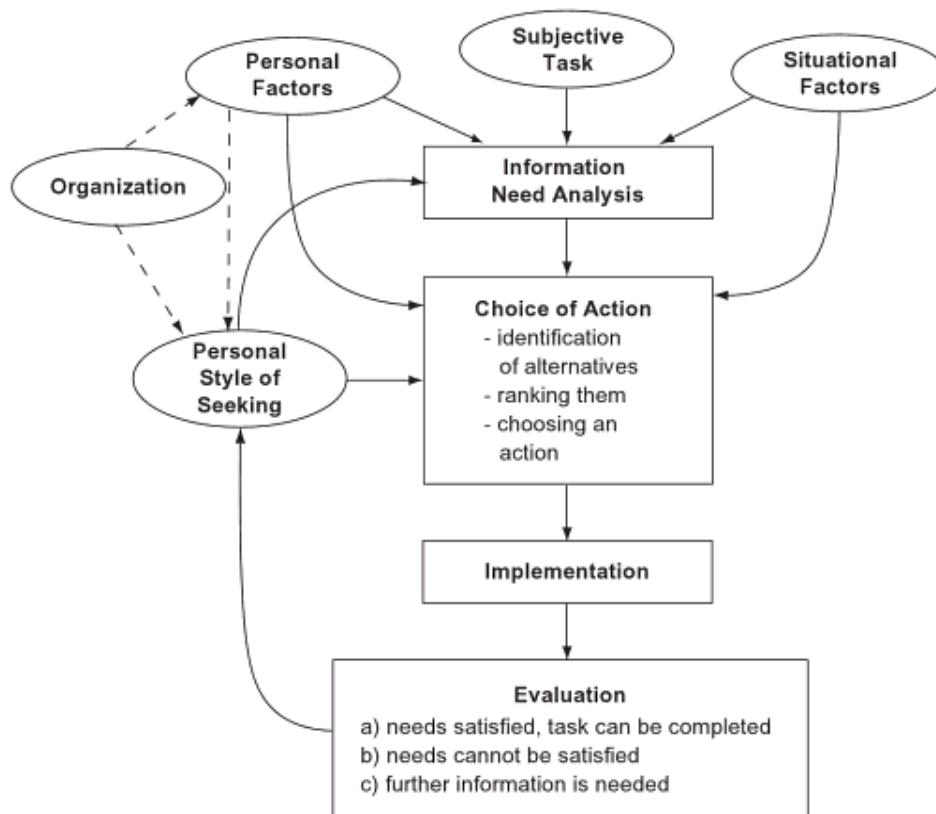 Subjective
Task
Personal
Factors
Situational
Factors
Organization
Information
Need Analysis
Choice of Action
- identification
of alternatives
- ranking them
- choosing an
action
Personal
Style of
Seeking
Implementation
Evaluation
a) needs satisfied, task can be completed
b) needs cannot be satisfied
c) further information is needed